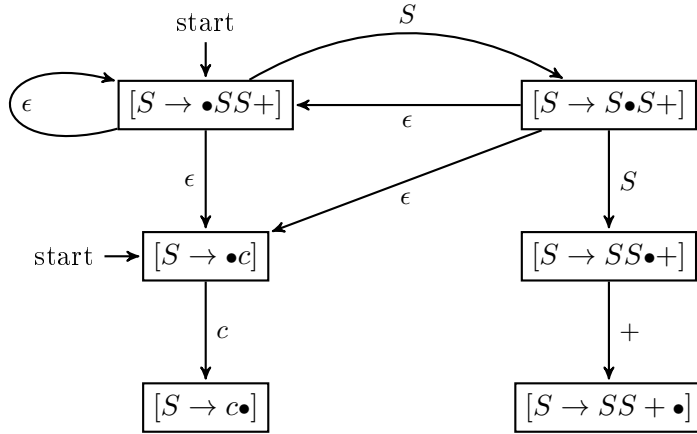 start
S
ϵ
[S → •SS+]
[S → S•S+]
ϵ
ϵ
ϵ
S
start
[S → •c]
[S → SS•+]
c
+
[S → c•]
[S → SS + •]